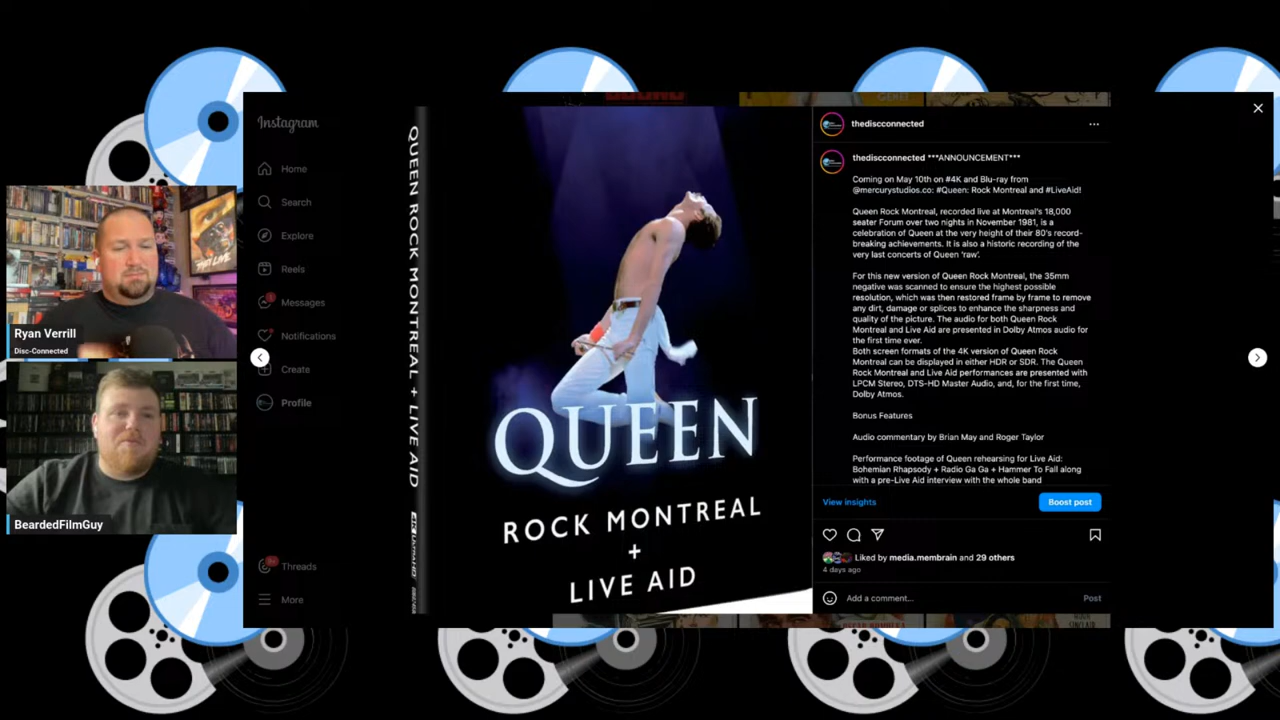 Instagram
Home
Search
Explore
Reels
Messages
Notifications
Create
Profile
Threads
More
Ryan Verrill
Disc-Connected
BeardedFilmGuy
QUEEN ROCK MONTREAL + LIVE AID
QUEEN
ROCK MONTREAL
+
LIVE AID
thediscconnected
thediscconnected ***ANNOUNCEMENT***
Coming on May 10th on #4K and Blu-ray from
@mercurystudios.co: #Queen: Rock Montreal and #LiveAid!
Queen Rock Montreal, recorded live at Montreal's 18,000
seater Forum over two nights in November 1981, is a
celebration of Queen at the very height of their 80's record-
breaking achievements. It is also a historic recording of the
very last concerts of Queen 'raw'.
For this new version of Queen Rock Montreal, the 35mm
negative was scanned to ensure the highest possible
resolution, which was then restored frame by frame to remove
any dirt, damage or splices to enhance the sharpness and
quality of the picture. The audio for both Queen Rock
Montreal and Live Aid are presented in Dolby Atmos audio for
the first time ever.
Both screen formats of the 4K version of Queen Rock
Montreal can be displayed in either HDR or SDR. The Queen
Rock Montreal and Live Aid performances are presented with
LPCM Stereo, DTS-HD Master Audio, and, for the first time,
Dolby Atmos.
Bonus Features
Audio commentary by Brian May and Roger Taylor
Performance footage of Queen rehearsing for Live Aid:
Bohemian Rhapsody + Radio Ga Ga + Hammer To Fall along
with a pre-Live Aid interview with the whole band
View insights
Boost post
Liked by media.membrain and 29 others
4 days ago
Add a comment...
Post